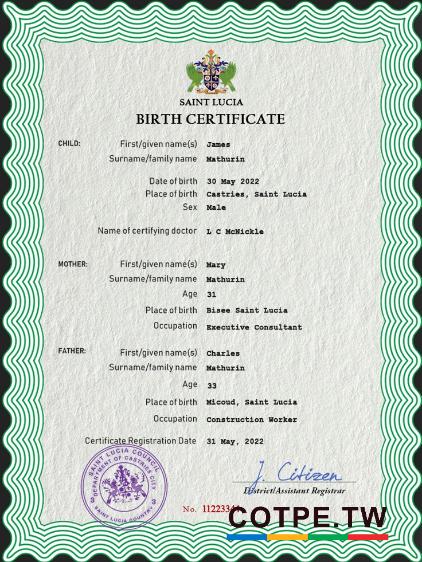 SAINT LUCIA
BIRTH CERTIFICATE
CHILD: First/given name(s) James
Surname/family name Mathurin
Date of birth 30 May 2022
Place of birth Castries, Saint Lucia
Sex Male
Name of certifying doctor L C McNickle
MOTHER: First/given name(s) Mary
Surname/family name Mathurin
Age 31
Place of birth Bisee Saint Lucia
Occupation Executive Consultant
FATHER: First/given name(s) Charles
Surname/family name Mathurin
Age 33
Place of birth Micoud, Saint Lucia
Occupation Construction Worker
Certificate Registration Date 31 May, 2022
SAINT LUCIA COUNCIL
DEPARTMENT OF CASTRIES CITY
SAINT LUCIA COUNTRY
J. Citizen
District/Assistant Registrar
No.
COTPE.TW